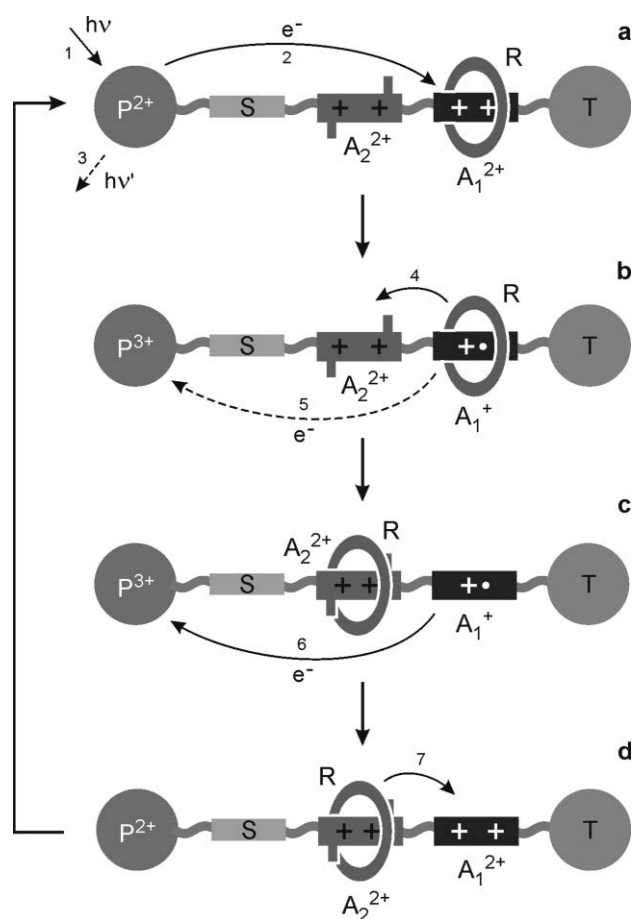 a
hν
1
e⁻
2
R
P²⁺
S
+ +
+ +
T
A₂²⁺
A₁²⁺
3
hν'
b
4
R
P³⁺
S
+ +
+•
T
A₂²⁺
A₁⁺
5
e⁻
c
A₂²⁺
R
P³⁺
S
+ +
+•
T
A₁⁺
6
e⁻
d
R
7
P²⁺
S
+ +
+ +
T
A₁²⁺
A₂²⁺